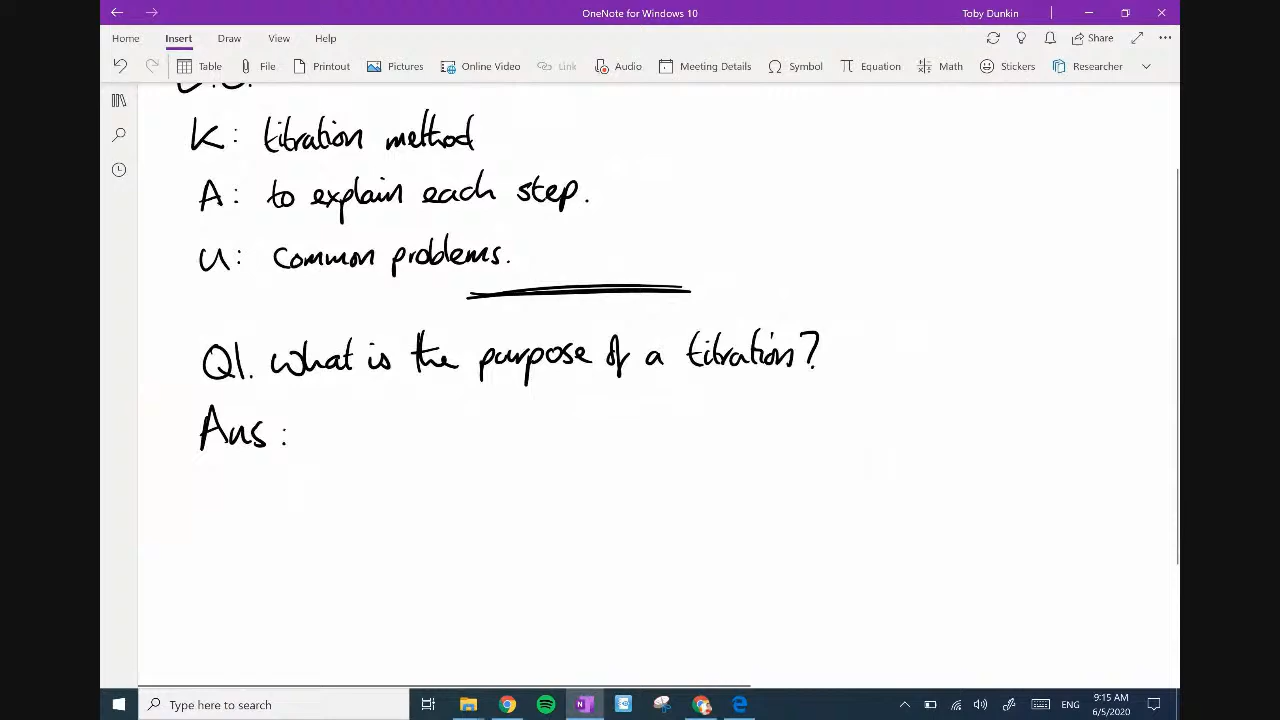 OneNote for Windows 10
Toby Dunkin
Home Insert Draw View Help
Share
Table File Printout Pictures Online Video Link Audio Meeting Details Symbol Equation Math Stickers Researcher
K: titration method
A: to explain each step.
U: common problems.
Q1. What is the purpose of a titration?
Ans:
Type here to search
ENG
9:15 AM
6/5/2020